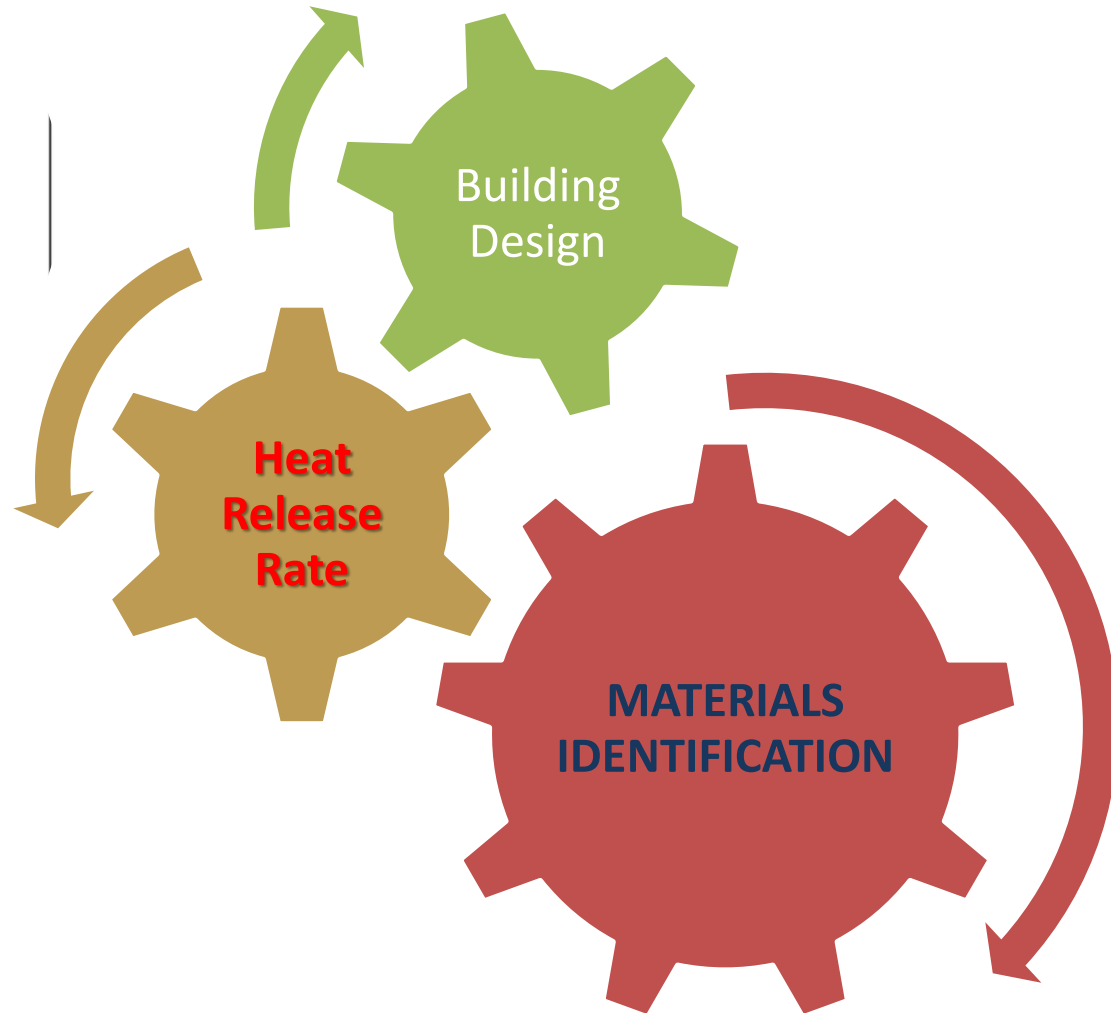 Building
Design
Heat
Release
Rate
MATERIALS
IDENTIFICATION